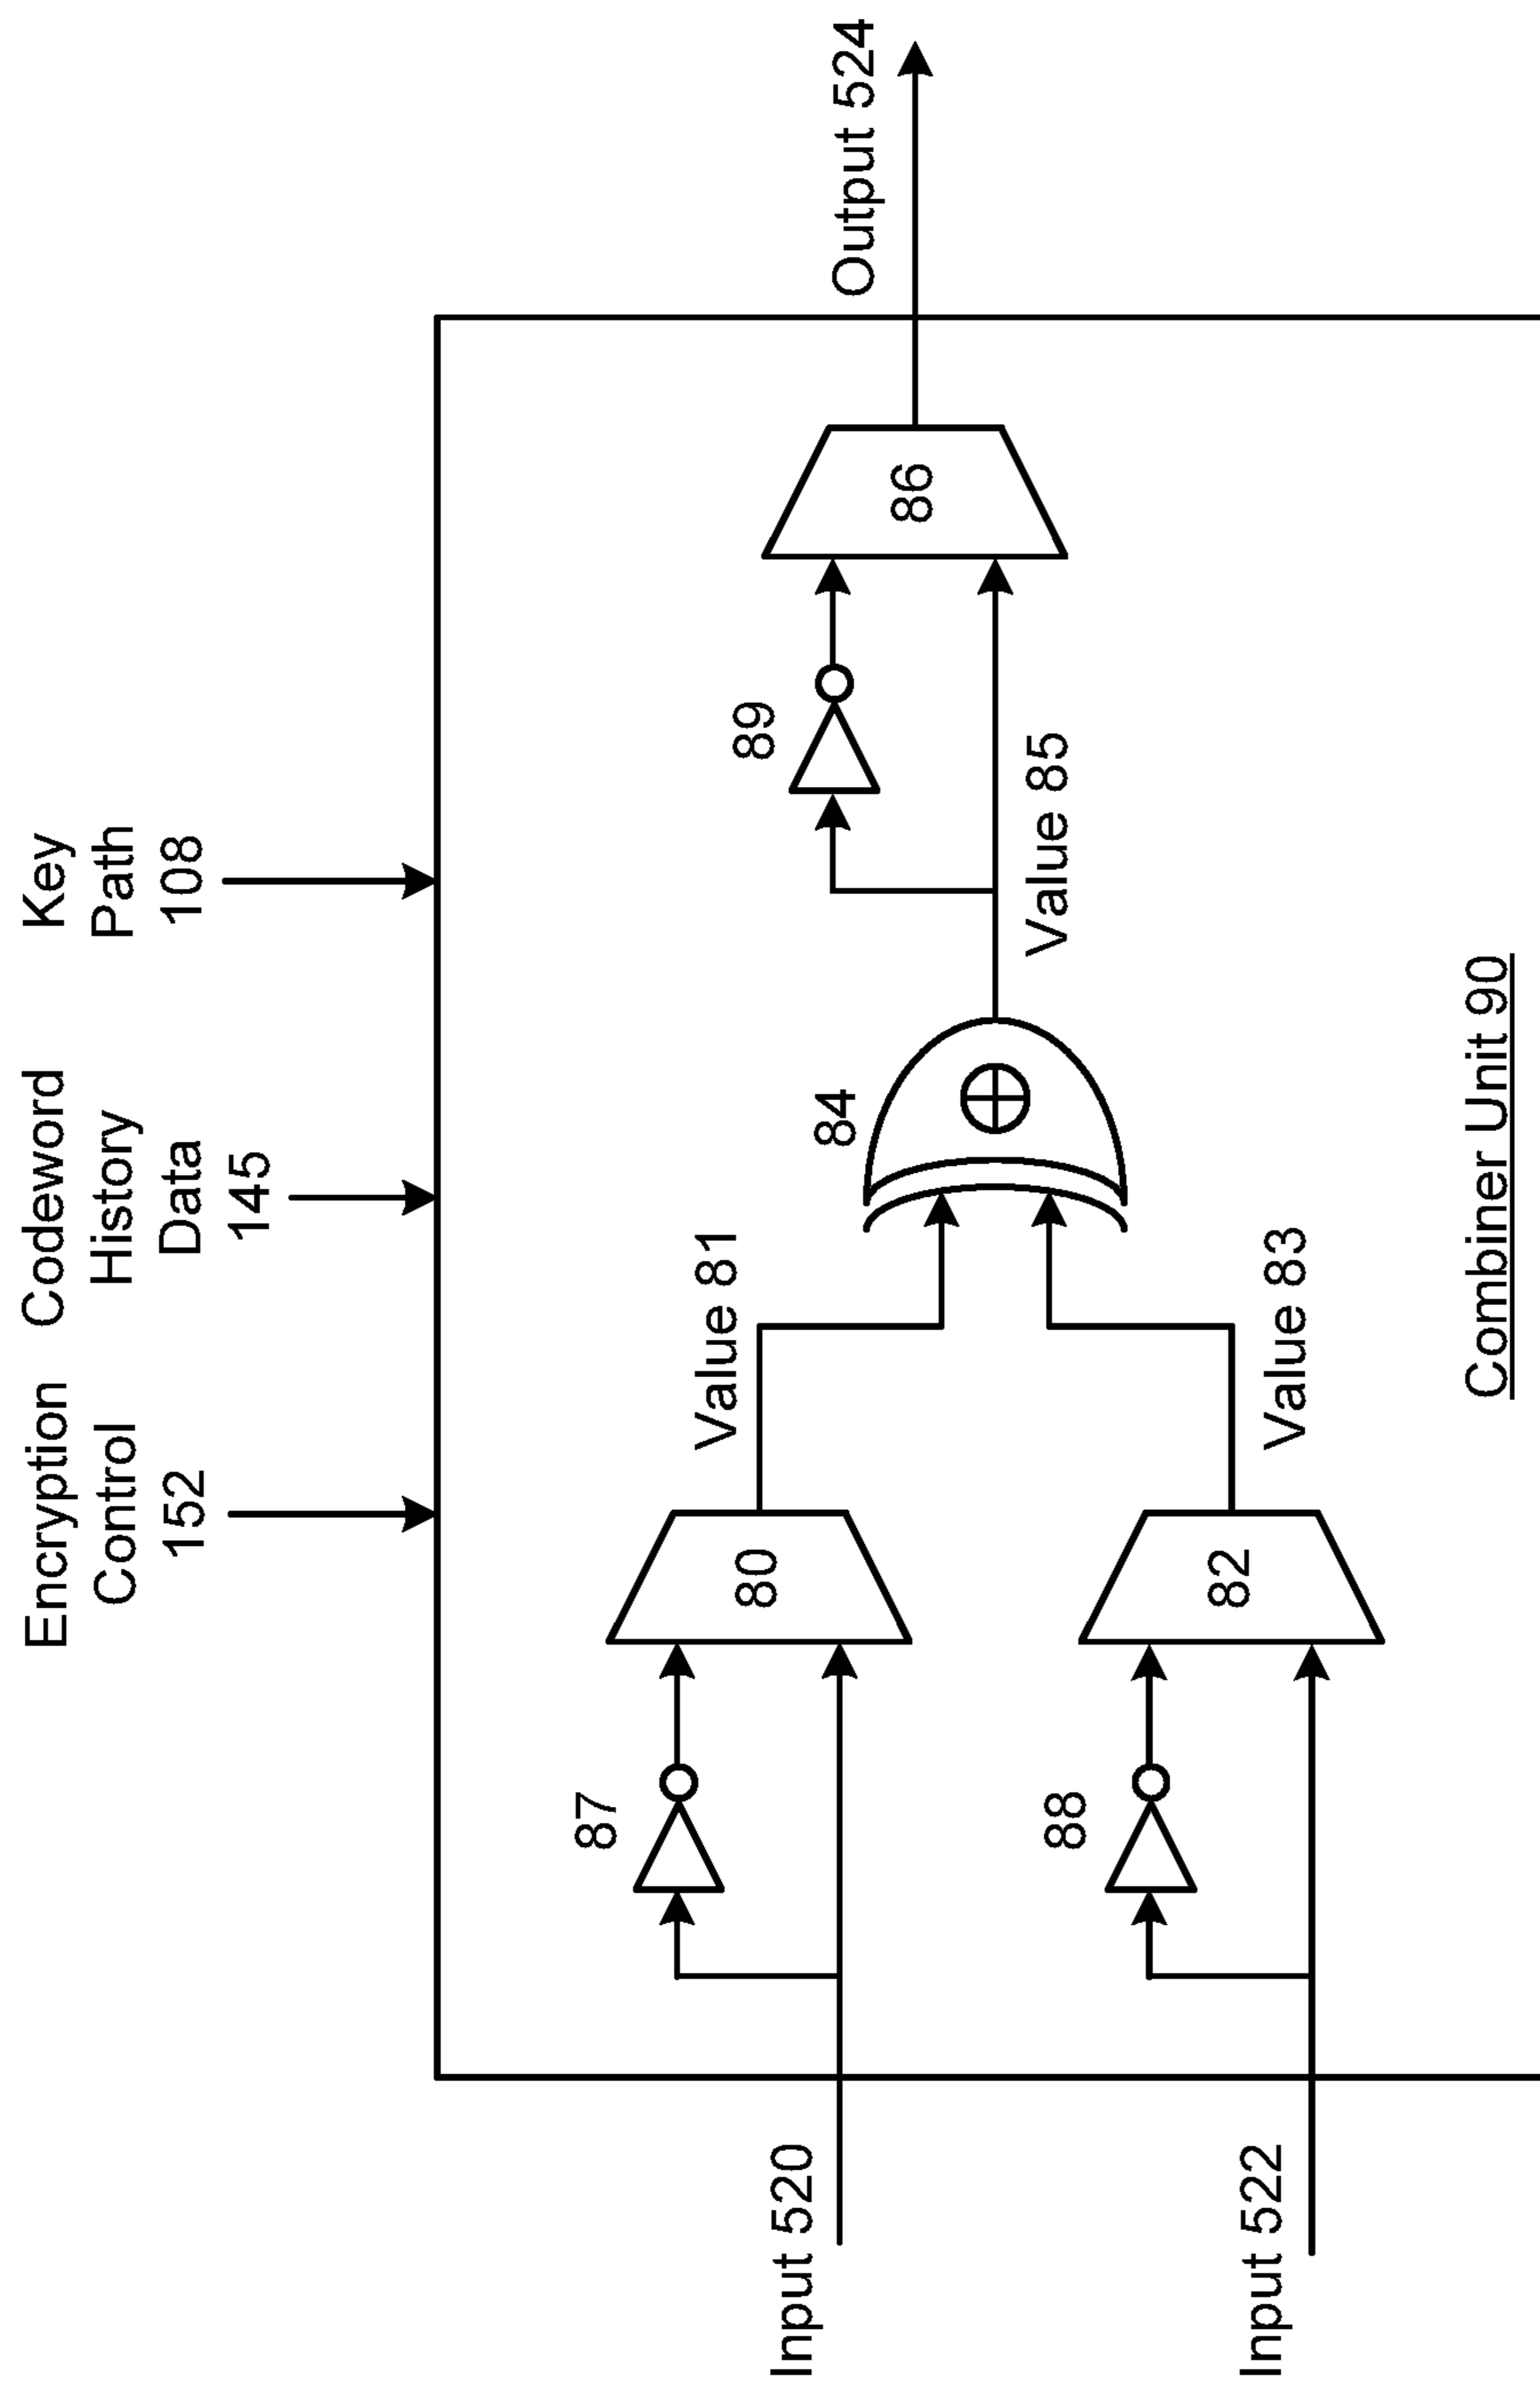 Encryption
Control
152
Codeword
History
Data
145
Key
Path
108
87
Input 520
80
Value 81
84
89
86
Output 524
Value 85
88
Input 522
82
Value 83
Combiner Unit 90